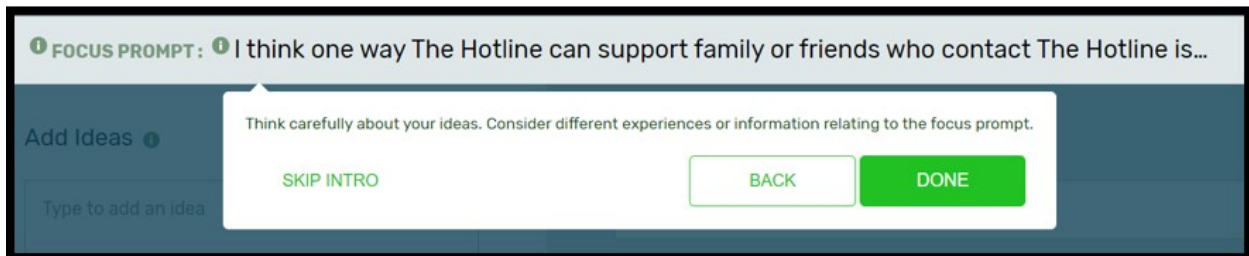 FOCUS PROMPT: I think one way The Hotline can support family or friends who contact The Hotline is...
Think carefully about your ideas. Consider different experiences or information relating to the focus prompt.
Add Ideas
SKIP INTRO BACK DONE
Type to add an idea